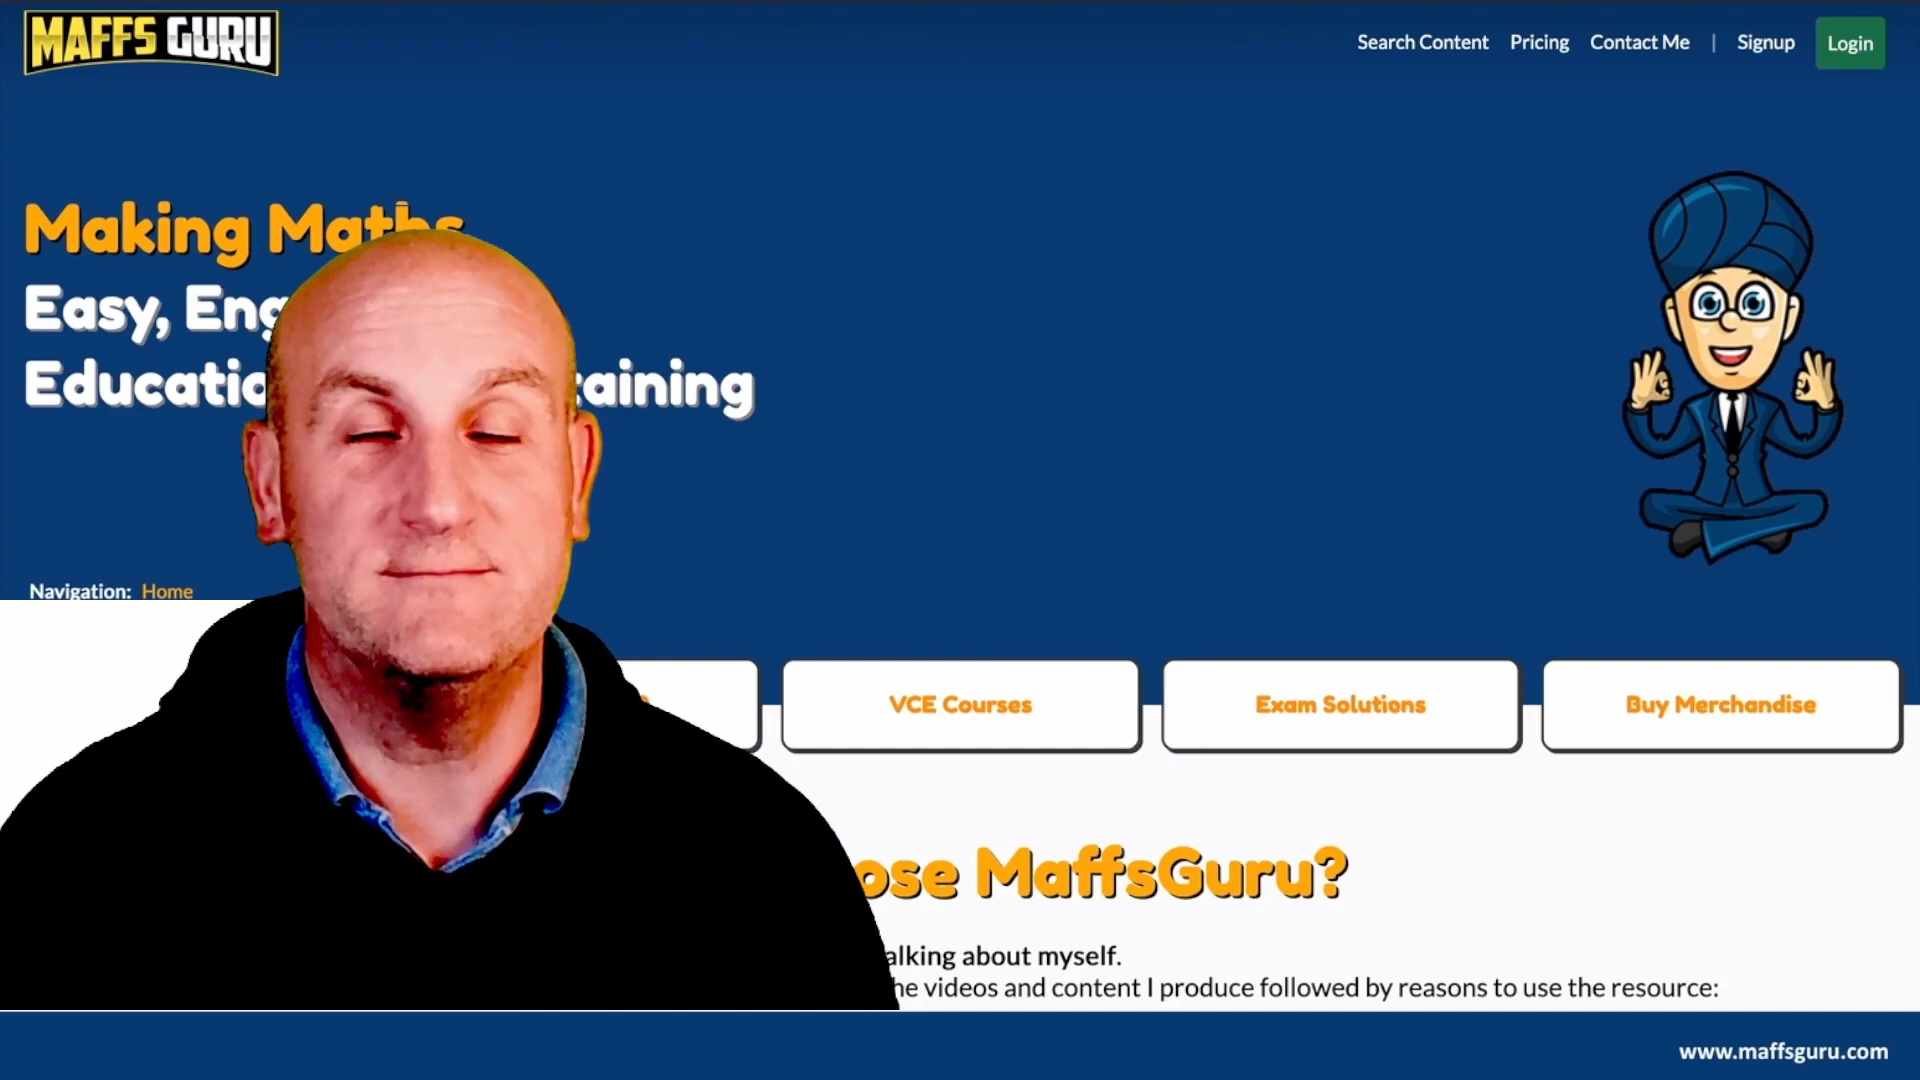 MAFFS GURU
Search Content Pricing Contact Me | Signup Login
Making Maths
Easy, Eng
Educatio taining
Navigation: Home
VCE Courses
Exam Solutions
Buy Merchandise
ose MaffsGuru?
alking about myself.
he videos and content I produce followed by reasons to use the resource:
www.maffsguru.com